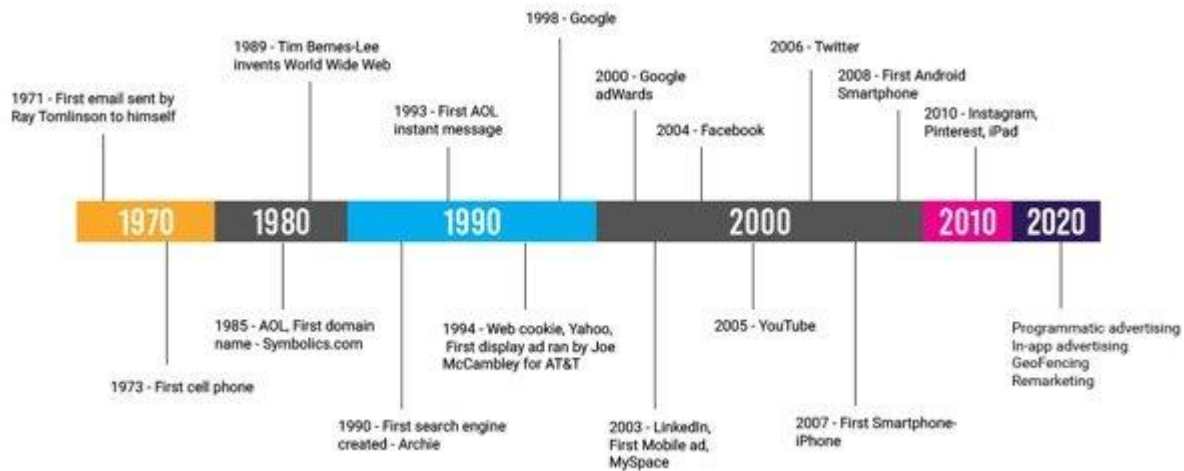 1998 - Google
1989 - Tim Bernes-Lee
invents World Wide Web
2006 - Twitter
2000 - Google
adWards
2008 - First Android
Smartphone
1971 - First email sent by
Ray Tomlinson to himself
1993 - First AOL
instant message
2004 - Facebook
2010 - Instagram,
Pinterest, iPad
1970
1980
1990
2000
2010
2020
1985 - AOL, First domain
name - Symbolics.com
1994 - Web cookie, Yahoo,
First display ad ran by Joe
McCambley for AT&T
2005 - YouTube
Programmatic advertising
In-app advertising
GeoFencing
Remarketing
1973 - First cell phone
1990 - First search engine
created - Archie
2003 - LinkedIn,
First Mobile ad,
MySpace
2007 - First Smartphone-
iPhone